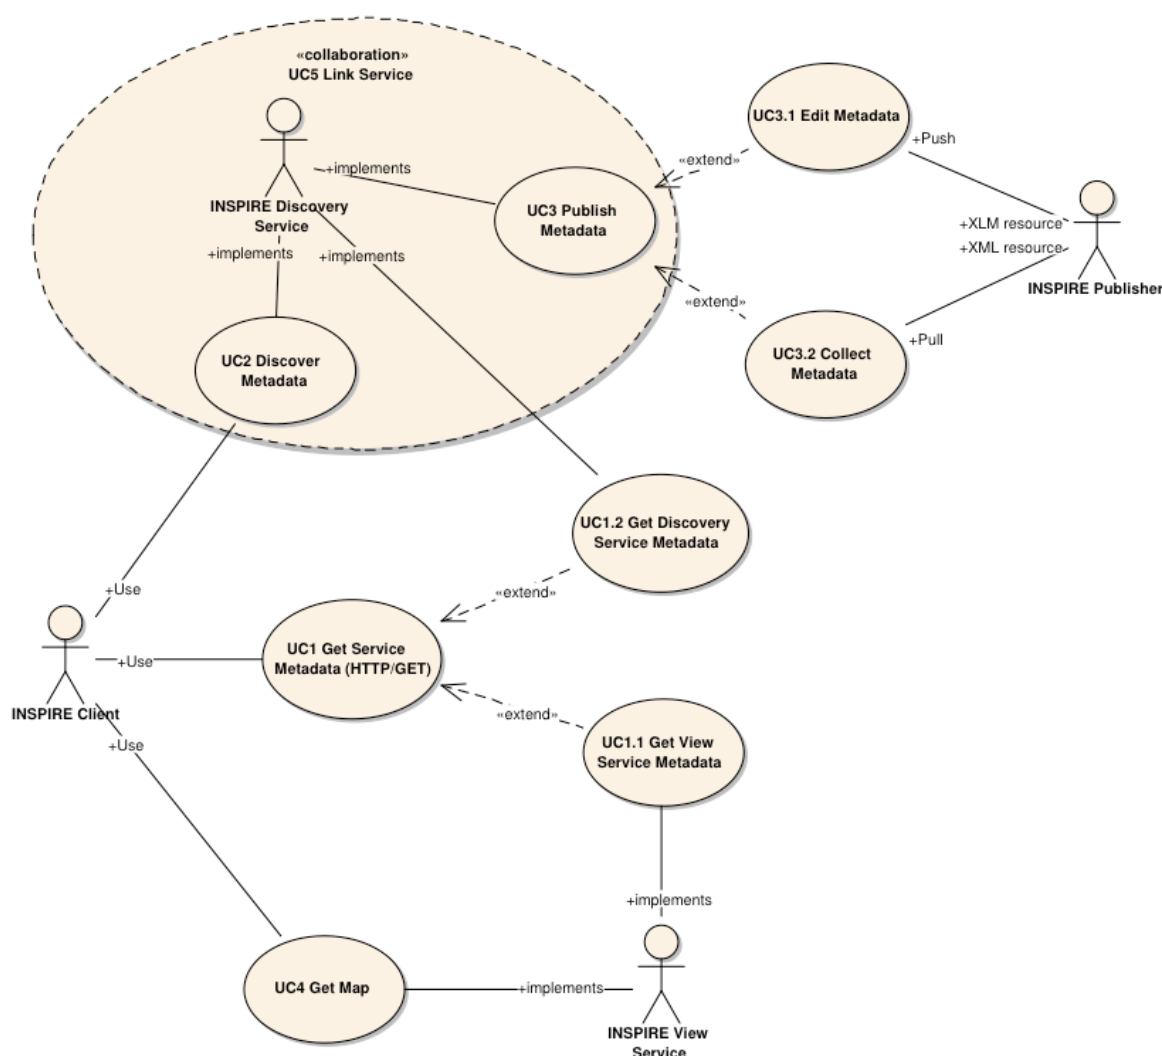 «collaboration»
UC5 Link Service
UC3.1 Edit Metadata
+Push
«extend»
+implements
INSPIRE Discovery
Service
UC3 Publish
Metadata
+XLM resource
+XML resource
INSPIRE Publisher
+implements
+implements
«extend»
+Pull
UC3.2 Collect
Metadata
UC2 Discover
Metadata
UC1.2 Get Discovery
Service Metadata
+Use
«extend»
UC1 Get Service
Metadata (HTTP/GET)
+Use
INSPIRE Client
«extend»
+Use
UC1.1 Get View
Service Metadata
+implements
UC4 Get Map
+implements
INSPIRE View
Service